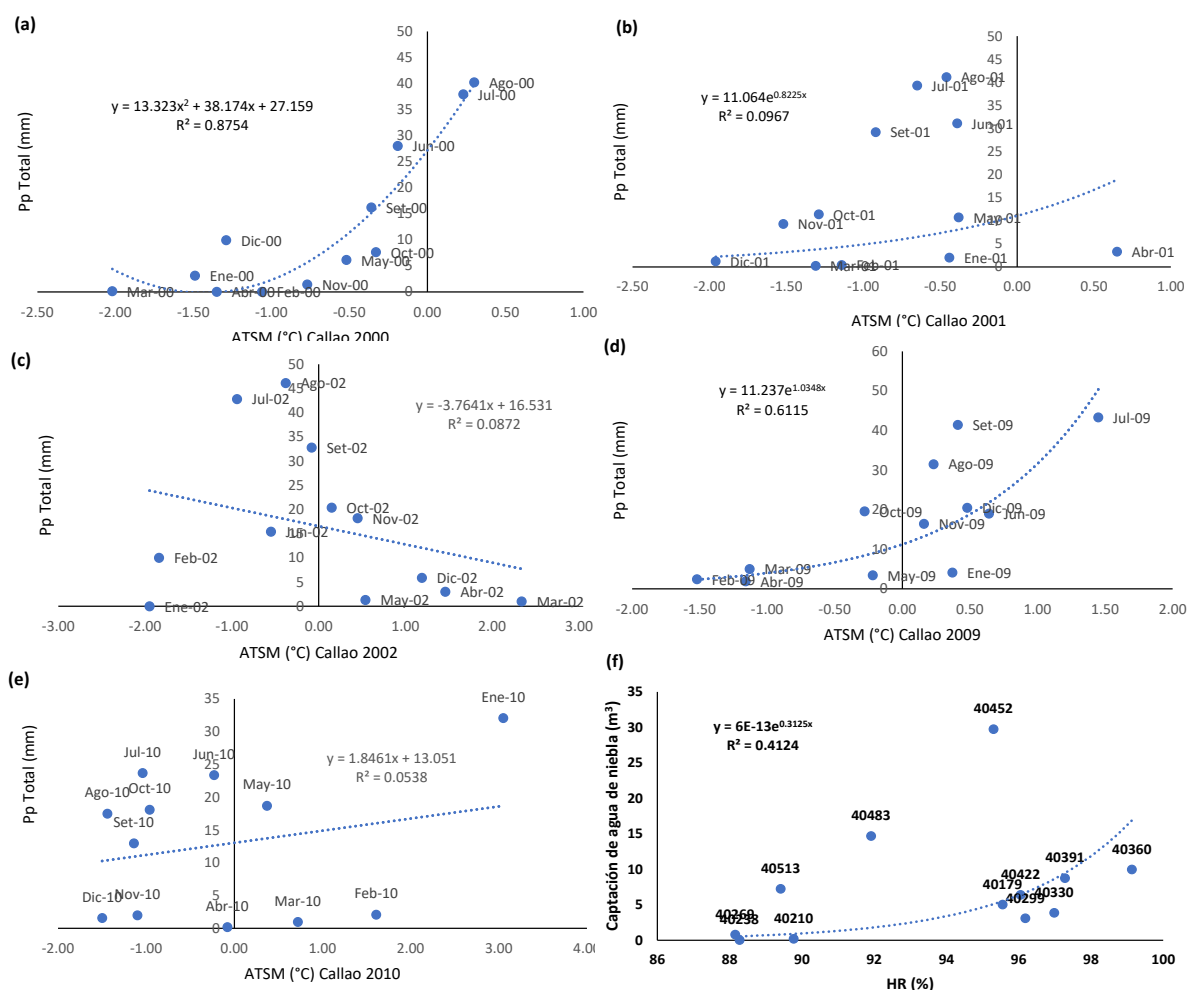 (a)
Pp Total (mm)
50
45
40
35
30
25
20
15
10
5
0
y = 13.323x² + 38.174x + 27.159
R² = 0.8754
Ago-00
Jul-00
Jun-00
Set-00
Dic-00
Oct-00
May-00
Ene-00
Nov-00
Mar-00
Abr-00
Feb-00
-2.50 -2.00 -1.50 -1.00 -0.50 0.00 0.50 1.00
ATSM (°C) Callao 2000
(b)
Pp Total (mm)
50
45
40
35
30
25
20
15
10
5
0
y = 11.064e^0.8225x
R² = 0.0967
Ago-01
Jul-01
Jun-01
Set-01
Oct-01
Nov-01
May-01
Abr-01
Ene-01
Dic-01
Mar-01
Feb-01
-2.50 -2.00 -1.50 -1.00 -0.50 0.00 0.50 1.00
ATSM (°C) Callao 2001
(c)
Pp Total (mm)
50
45
40
35
30
25
20
15
10
5
0
y = -3.7641x + 16.531
R² = 0.0872
Ago-02
Jul-02
Set-02
Oct-02
Nov-02
Jun-02
Feb-02
Dic-02
Abr-02
May-02
Mar-02
Ene-02
-3.00 -2.00 -1.00 0.00 1.00 2.00 3.00
ATSM (°C) Callao 2002
(d)
Pp Total (mm)
60
50
40
30
20
10
0
y = 11.237e^1.0348x
R² = 0.6115
Jul-09
Set-09
Ago-09
Oct-09
Dic-09
Jun-09
Nov-09
Mar-09
Feb-09
Abr-09
May-09
Ene-09
-2.00 -1.00 0.00 1.00 2.00
ATSM (°C) Callao 2009
(e)
Pp Total (mm)
35
30
25
20
15
10
5
0
y = 1.8461x + 13.051
R² = 0.0538
Ene-10
Jul-10
Jun-10
Ago-10
Oct-10
May-10
Set-10
Dic-10
Nov-10
Abr-10
Mar-10
Feb-10
-2.00 -1.00 0.00 1.00 2.00 3.00 4.00
ATSM (°C) Callao 2010
(f)
Captación de agua de niebla (m³)
35
30
25
20
15
10
5
0
y = 6E-13e^0.3125x
R² = 0.4124
40452
40483
40513
40391
40360
40422
40179
40330
40299
40269
40238
40210
86 88 90 92 94 96 98 100
HR (%)